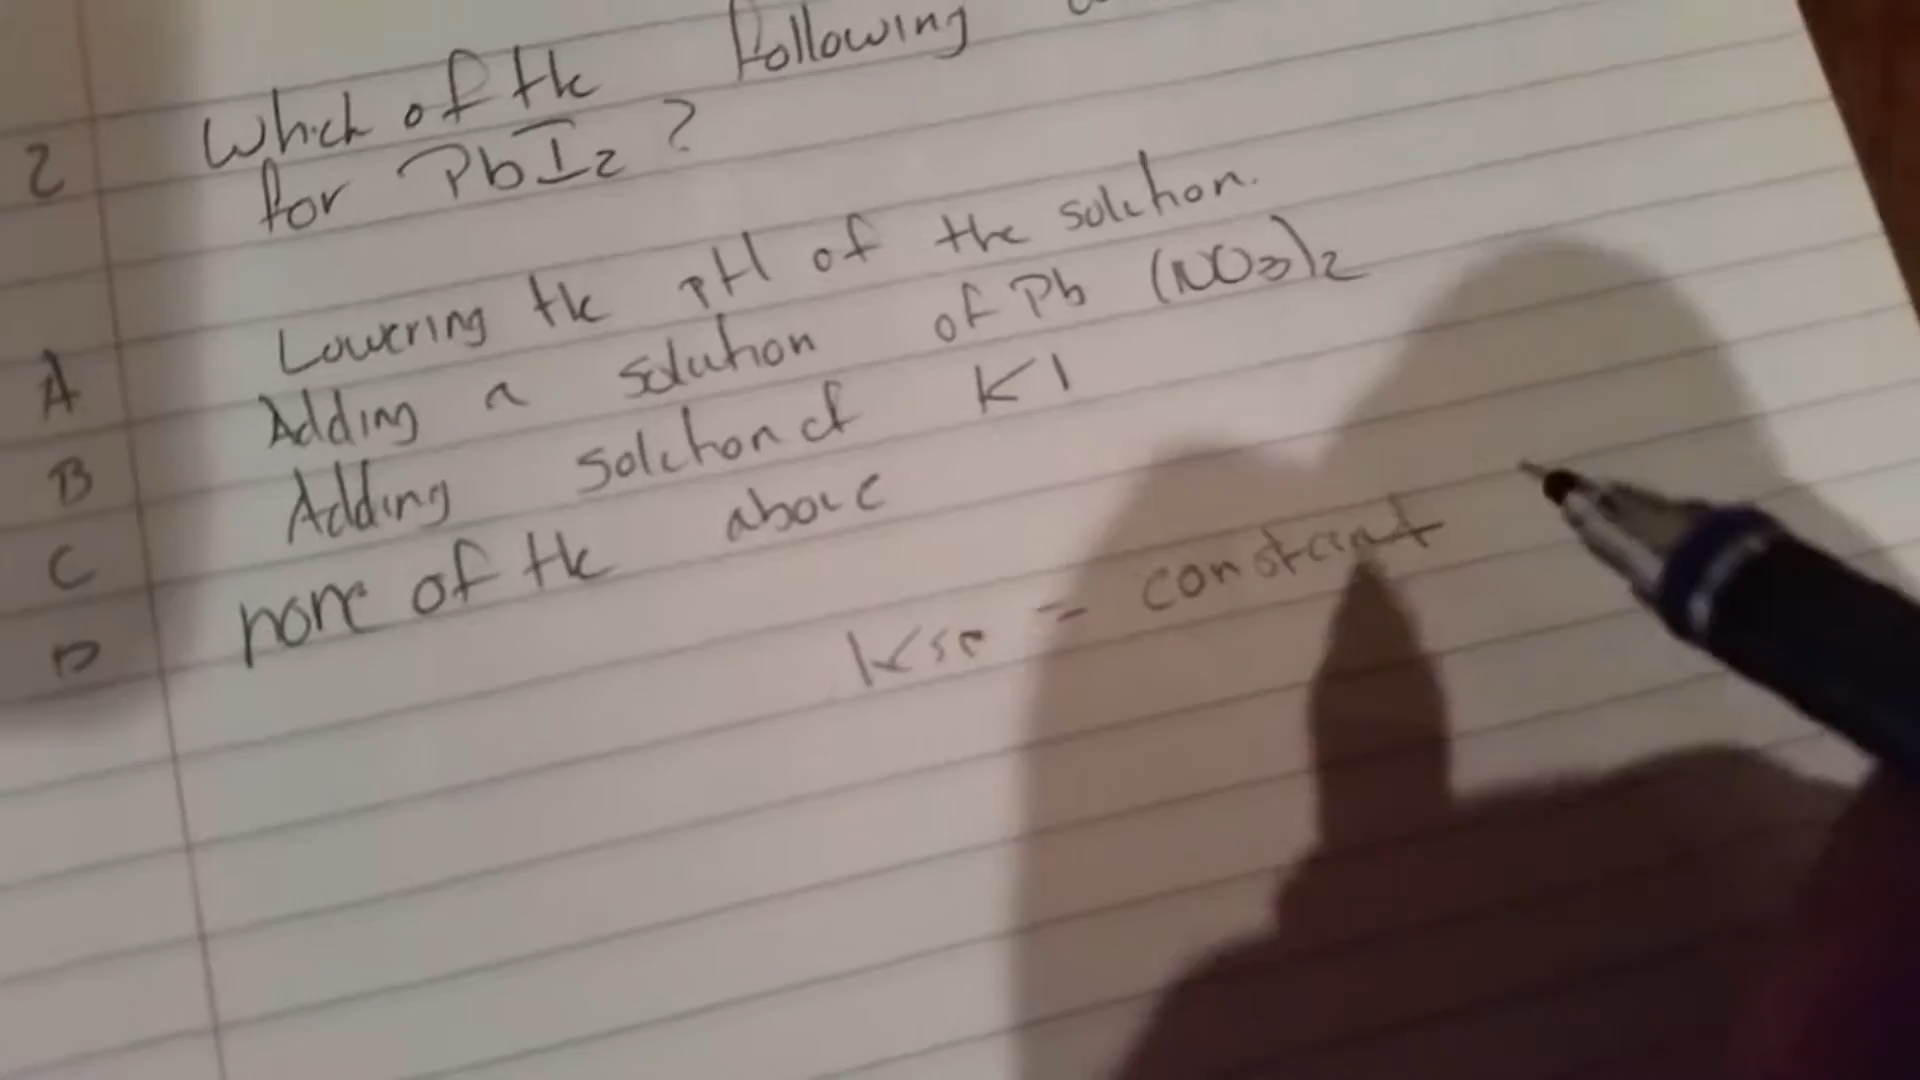 2 Which of the following
for PbI2?
A Lowering the pH of the solution.
B Adding a solution of Pb (NO3)2
C Adding solution of KI
D none of the above
Ksp = constant